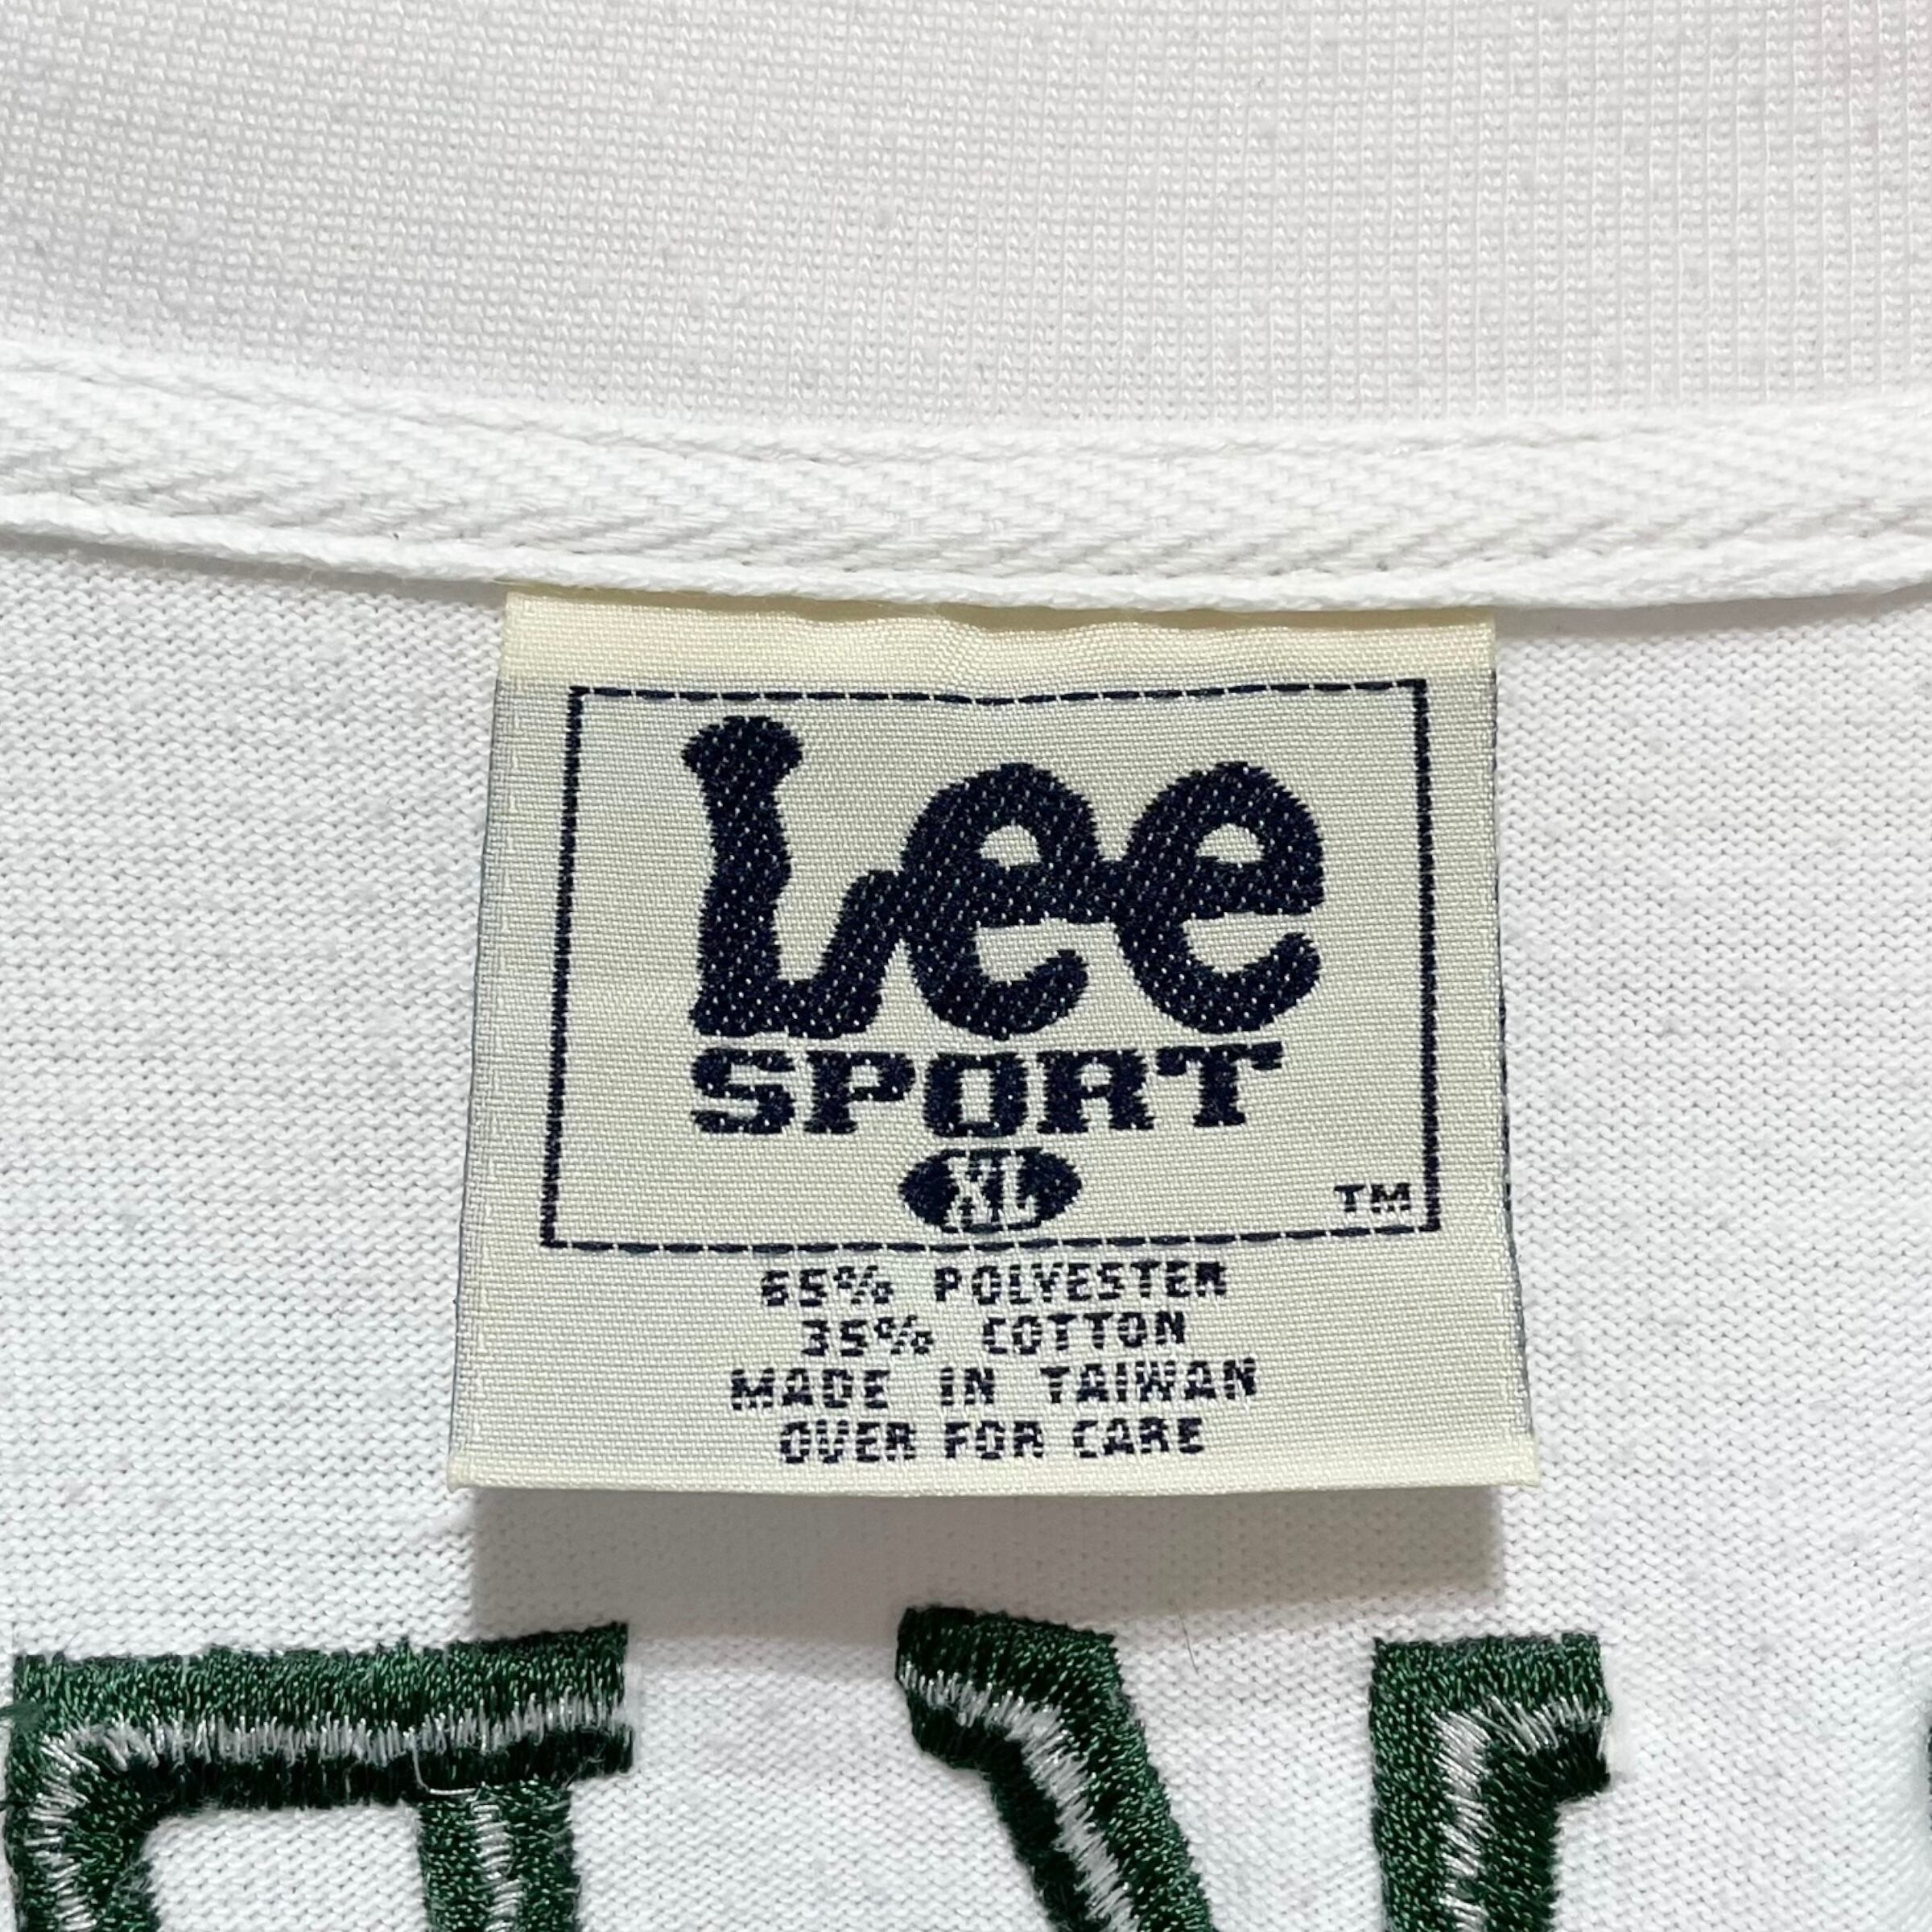 Lee
SPORT
XL
TM
65% POLYESTER
35% COTTON
MADE IN TAIWAN
OVER FOR CARE